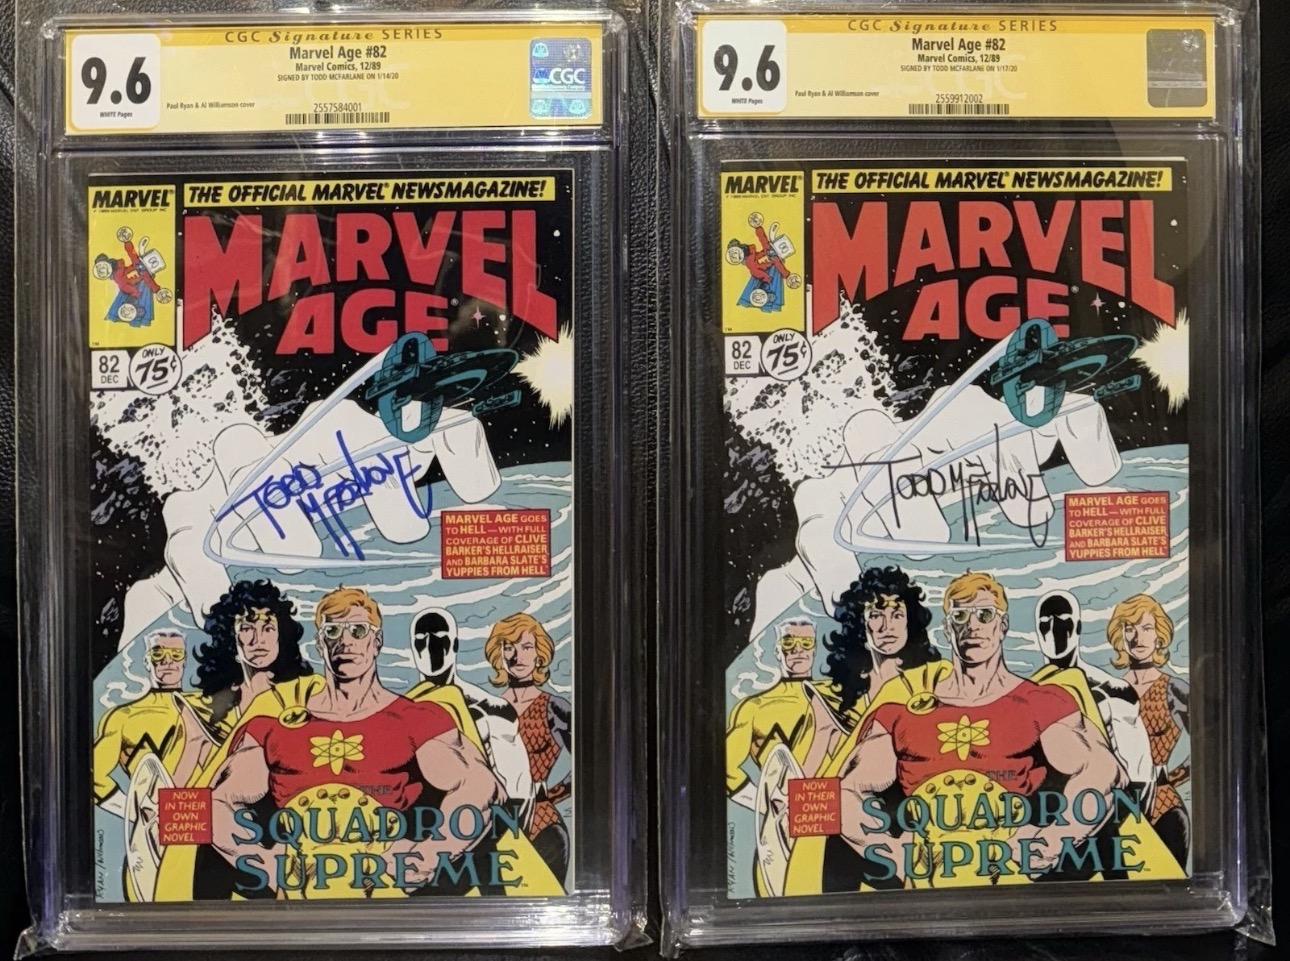 CGC Signature SERIES
9.6
WHITE Pages
Marvel Age #82
Marvel Comics, 12/89
SIGNED BY TODD MCFARLANE ON 1/14/20
Paul Ryan & Al Williamson cover
2557584001
CGC
MARVEL
THE OFFICIAL MARVEL NEWSMAGAZINE!
MARVEL
AGE
82
DEC
ONLY
75¢
TODD
McFARLANE
MARVEL AGE GOES
TO HELL—WITH FULL
COVERAGE OF CLIVE
BARKER'S HELLRAISER
AND BARBARA SLATE'S
YUPPIES FROM HELL
NOW
IN THEIR
OWN
GRAPHIC
NOVEL
THE
SQUADRON
SUPREME
RYAN / WILLIAMSON
CGC Signature SERIES
9.6
WHITE Pages
Marvel Age #82
Marvel Comics, 12/89
SIGNED BY TODD MCFARLANE ON 1/17/20
Paul Ryan & Al Williamson cover
2559912002
MARVEL
THE OFFICIAL MARVEL NEWSMAGAZINE!
MARVEL
AGE
82
DEC
ONLY
75¢
TODD McFARLANE
MARVEL AGE GOES
TO HELL—WITH FULL
COVERAGE OF CLIVE
BARKER'S HELLRAISER
AND BARBARA SLATE'S
YUPPIES FROM HELL
NOW
IN THEIR
OWN
GRAPHIC
NOVEL
THE
SQUADRON
SUPREME
RYAN / WILLIAMSON